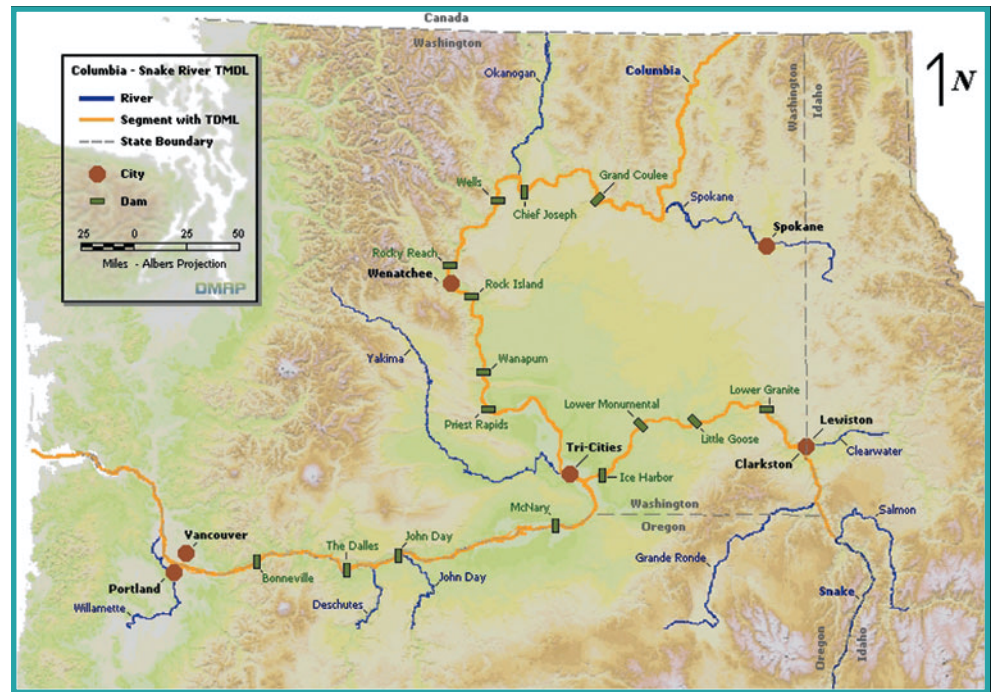 Canada
Washington
Columbia - Snake River TMDL
River
Segment with TDML
State Boundary
City
Dam
25 0 25 50
Miles - Albers Projection
DMAP
Okanogan
Columbia
Washington
Idaho
N
Wells
Grand Coulee
Chief Joseph
Spokane
Spokane
Rocky Reach
Wenatchee
Rock Island
Yakima
Wanapum
Priest Rapids
Lower Monumental
Lower Granite
Little Goose
Lewiston
Clearwater
Clarkston
Tri-Cities
Ice Harbor
McNary
Washington
Oregon
Salmon
Vancouver
The Dalles
John Day
Grande Ronde
Portland
Bonneville
John Day
Snake
Willamette
Deschutes
Oregon
Idaho